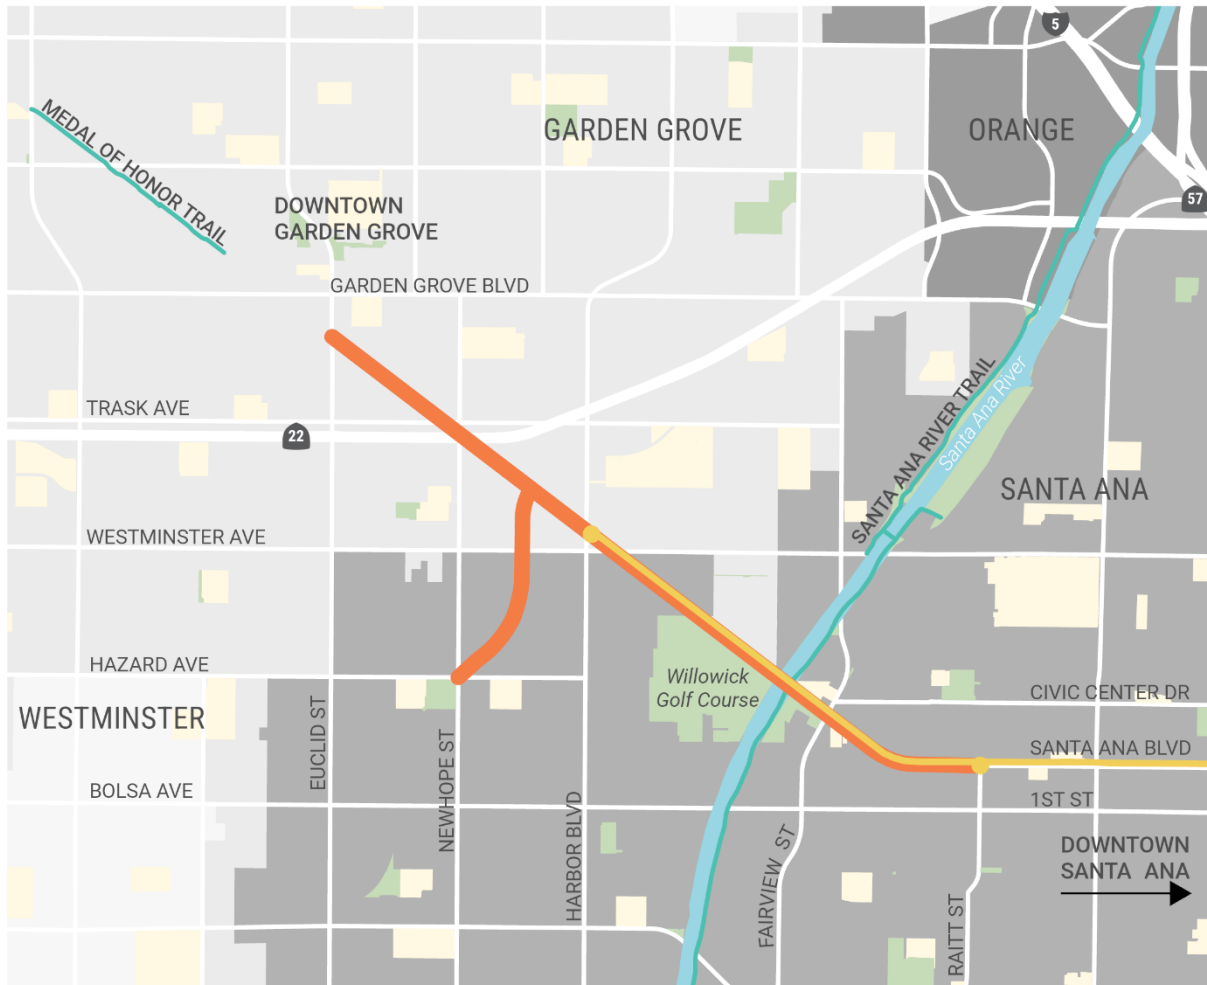 5
GARDEN GROVE
ORANGE
MEDAL OF HONOR TRAIL
57
DOWNTOWN
GARDEN GROVE
GARDEN GROVE BLVD
SANTA ANA RIVER TRAIL
Santa Ana River
TRASK AVE
22
SANTA ANA
WESTMINSTER AVE
HAZARD AVE
Willowick
Golf Course
CIVIC CENTER DR
WESTMINSTER
EUCLID ST
NEWHOPE ST
HARBOR BLVD
SANTA ANA BLVD
BOLSA AVE
1ST ST
FAIRVIEW ST
DOWNTOWN
SANTA ANA
RAITT ST